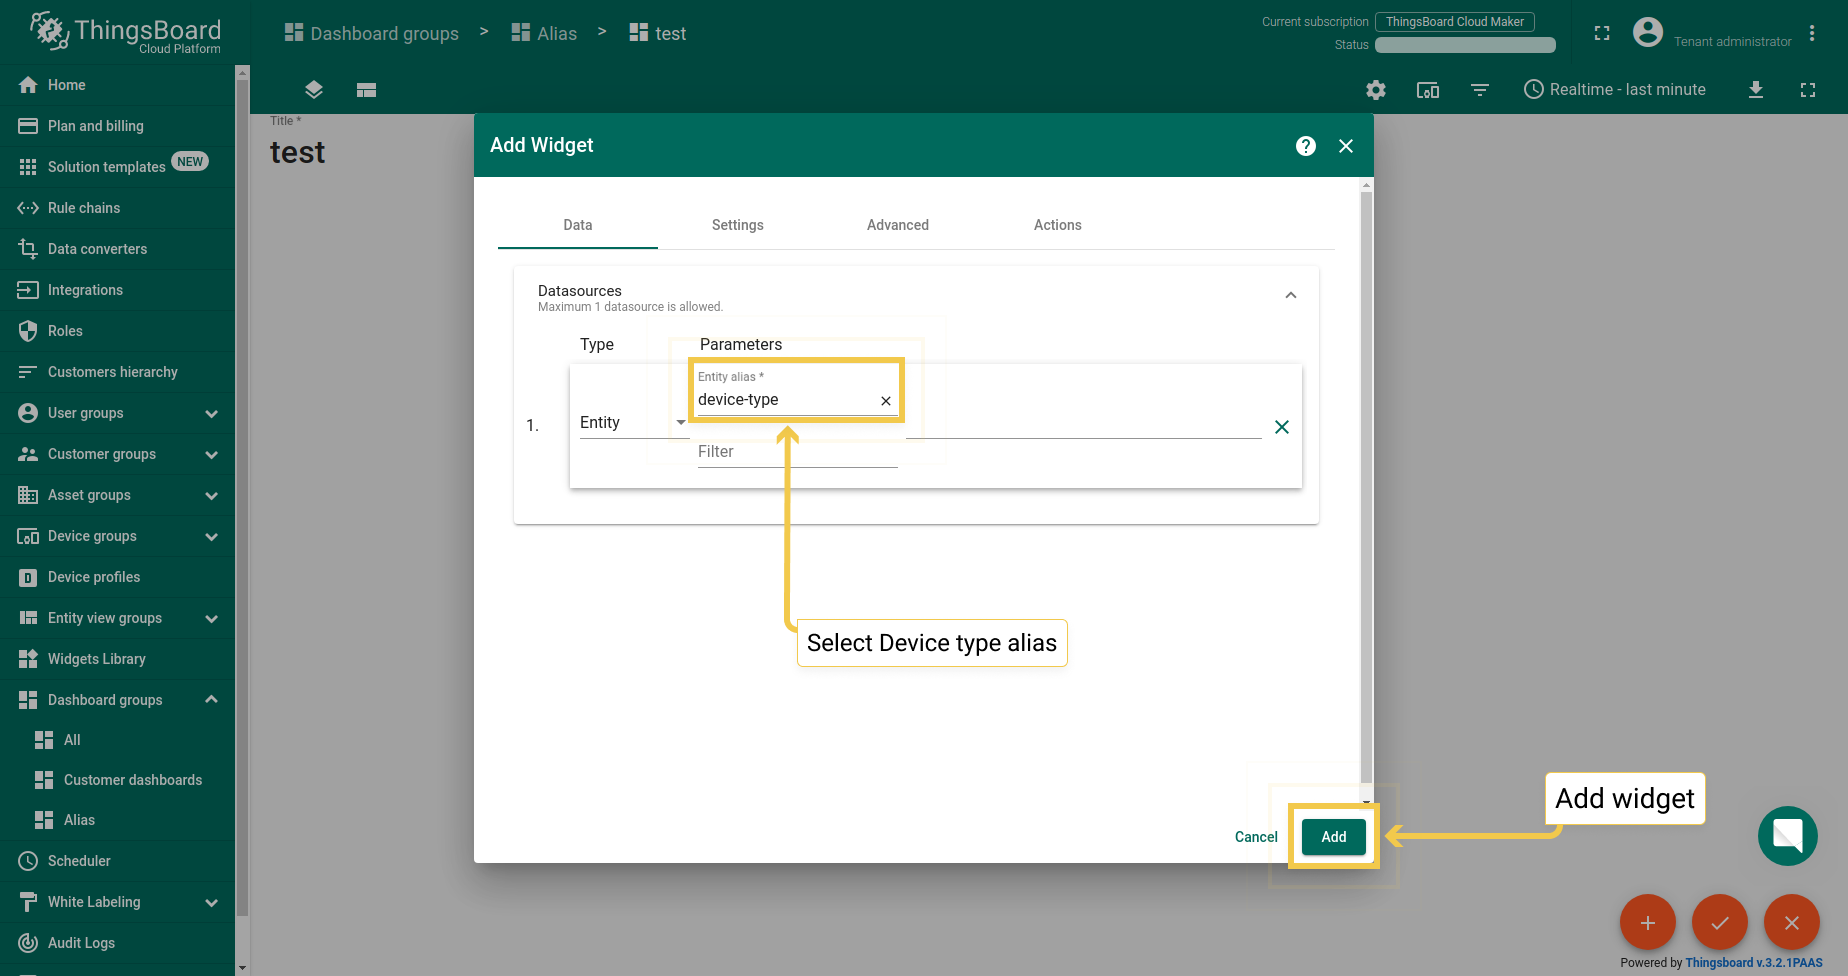 ThingsBoard
Cloud Platform
Dashboard groups > Alias > test
Current subscription ThingsBoard Cloud Maker
Status
Tenant administrator
Realtime - last minute
Home
Plan and billing
Solution templates NEW
Rule chains
Data converters
Integrations
Roles
Customers hierarchy
User groups
Customer groups
Asset groups
Device groups
Device profiles
Entity view groups
Widgets Library
Dashboard groups
All
Customer dashboards
Alias
Scheduler
White Labeling
Audit Logs
Title *
test
Add Widget
Data Settings Advanced Actions
Datasources
Maximum 1 datasource is allowed.
Type Parameters
Entity alias *
device-type
1. Entity
Filter
Select Device type alias
Cancel Add
Add widget
Powered by Thingsboard v.3.2.1PAAS